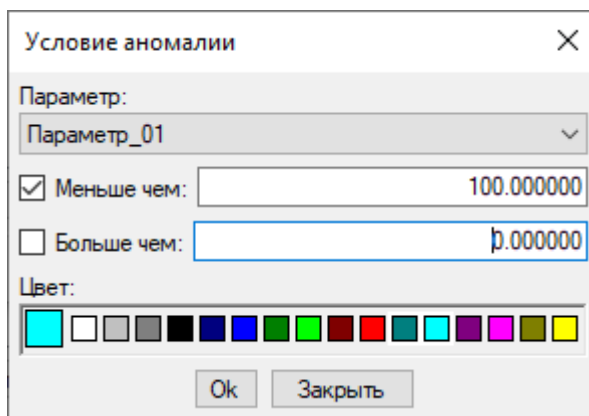 Условие аномалии
Параметр:
Параметр_01
Меньше чем: 100.000000
Больше чем: 0.000000
Цвет:
Ok Закрыть